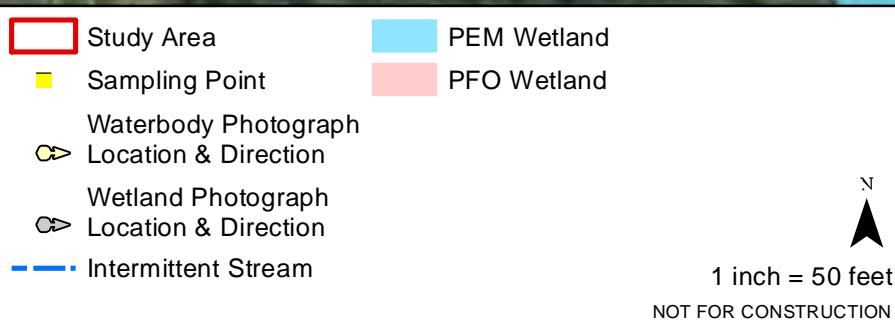 Study Area
Sampling Point
Waterbody Photograph
Location & Direction
Wetland Photograph
Location & Direction
Intermittent Stream
PEM Wetland
PFO Wetland
N
1 inch = 50 feet
NOT FOR CONSTRUCTION